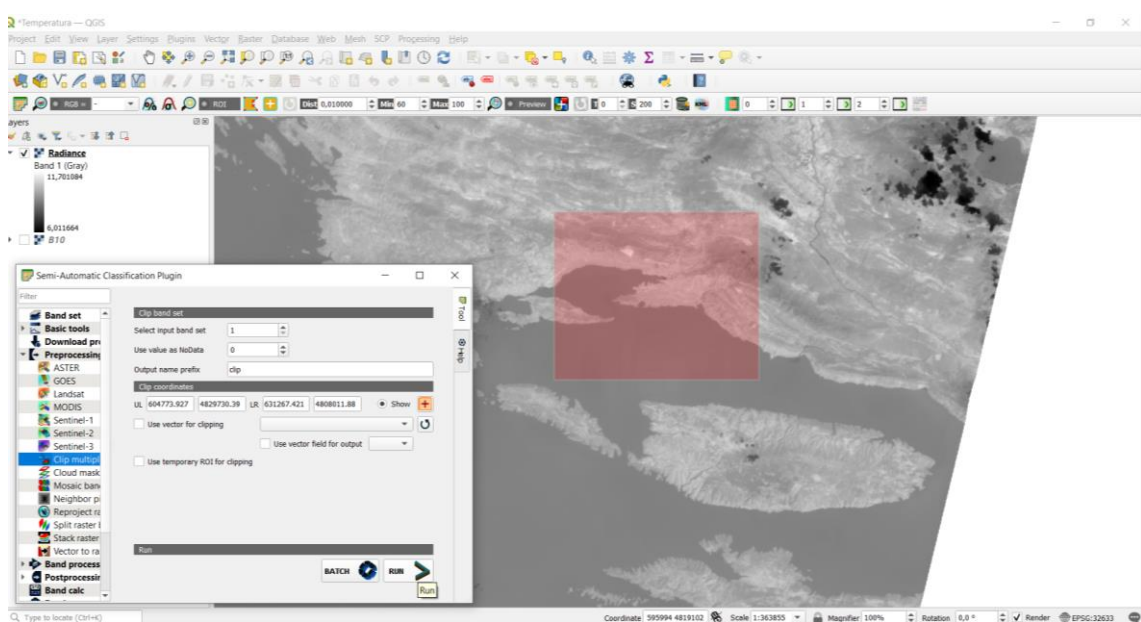 *Temperatura — QGIS
Project Edit View Layer Settings Plugins Vector Raster Database Web Mesh SCP Processing Help
RGB = - ROI Dist 0,010000 Min 60 Max 100 Preview T 0 S 200 0 1 2
ayers
Radiance
Band 1 (Gray)
11,701084
6,011664
B10
Semi-Automatic Classification Plugin
Filter
Band set
Basic tools
Download pr
Preprocessing
ASTER
GOES
Landsat
MODIS
Sentinel-1
Sentinel-2
Sentinel-3
Clip multipl
Cloud mask
Mosaic ban
Neighbor pi
Reproject ra
Split raster
Stack raster
Vector to ra
Band process
Postprocessin
Band calc
Clip band set
Select input band set 1
Use value as NoData 0
Output name prefix clip
Clip coordinates
UL 604773.927 4829730.39 LR 631267.421 4808011.88 Show +
Use vector for clipping
Use vector field for output
Use temporary ROI for clipping
Run
BATCH RUN
Run
Tool
Help
Type to locate (Ctrl+K) Coordinate 595994 4819102 Scale 1:363855 Magnifier 100% Rotation 0,0 ° Render EPSG:32633